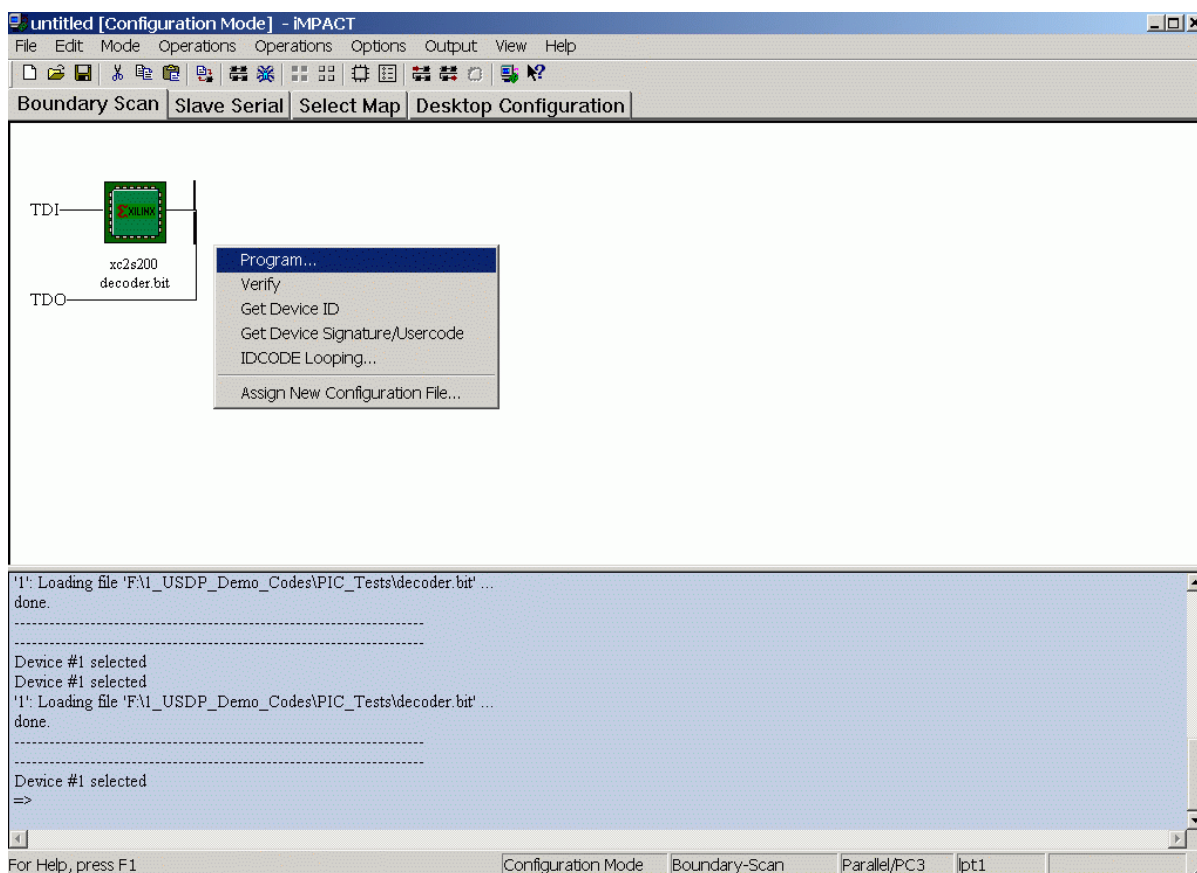 untitled [Configuration Mode] - iMPACT
File Edit Mode Operations Operations Options Output View Help
Boundary Scan Slave Serial Select Map Desktop Configuration
TDI
XILINX
xc2s200
decoder.bit
TDO
Program...
Verify
Get Device ID
Get Device Signature/Usercode
IDCODE Looping...
Assign New Configuration File...
'1': Loading file 'F:\1_USDP_Demo_Codes\PIC_Tests\decoder.bit' ...
done.
----------------------------------------------------------------------
----------------------------------------------------------------------
Device #1 selected
Device #1 selected
'1': Loading file 'F:\1_USDP_Demo_Codes\PIC_Tests\decoder.bit' ...
done.
----------------------------------------------------------------------
----------------------------------------------------------------------
Device #1 selected
=>
For Help, press F1 Configuration Mode Boundary-Scan Parallel/PC3 lpt1